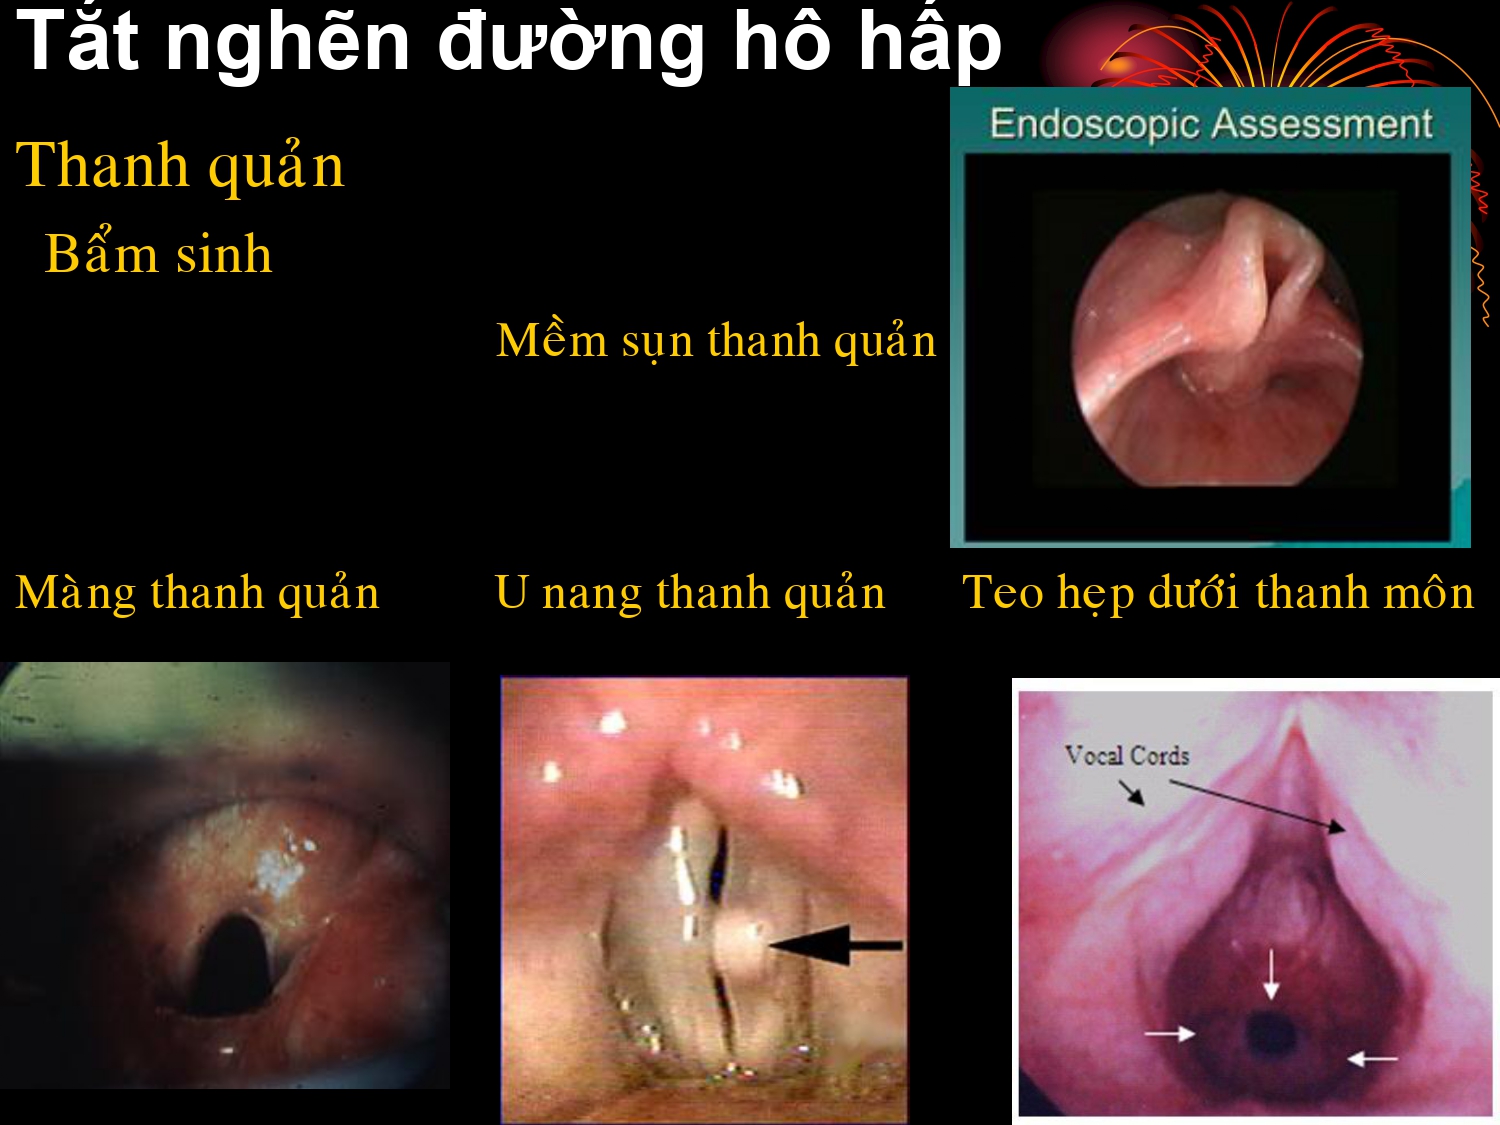 Tắt nghẽn đường hô hấp
Endoscopic Assessment
Thanh quản
Bẩm sinh
Mềm sụn thanh quản
Màng thanh quản
U nang thanh quản
Teo hẹp dưới thanh môn
Vocal Cords